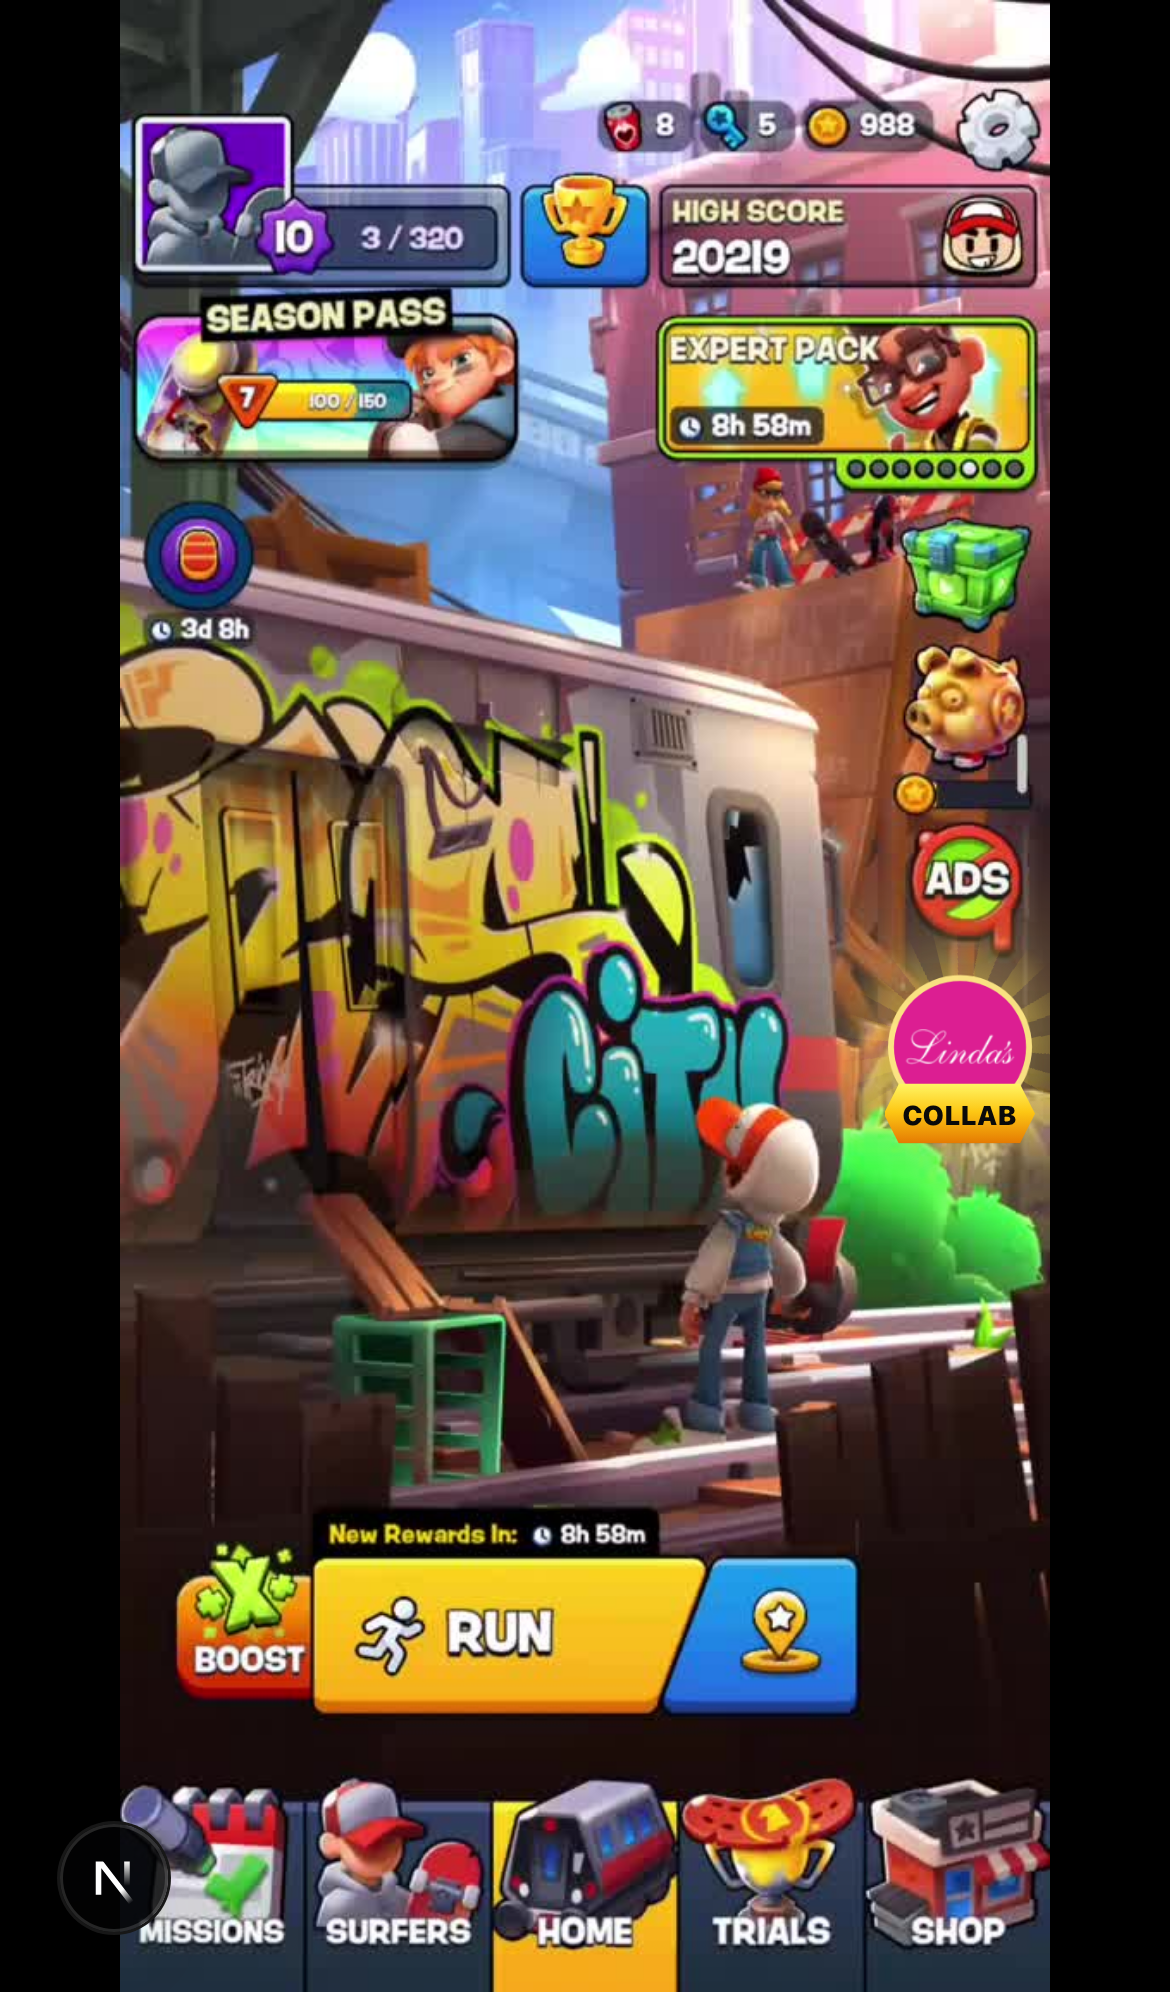 8 5 988
10 3 / 320
HIGH SCORE
20219
SEASON PASS
7 100 / 150
EXPERT PACK
8h 58m
3d 8h
ADS
Linda's
COLLAB
CITY
New Rewards In: 8h 58m
BOOST
RUN
N
MISSIONS SURFERS HOME TRIALS SHOP